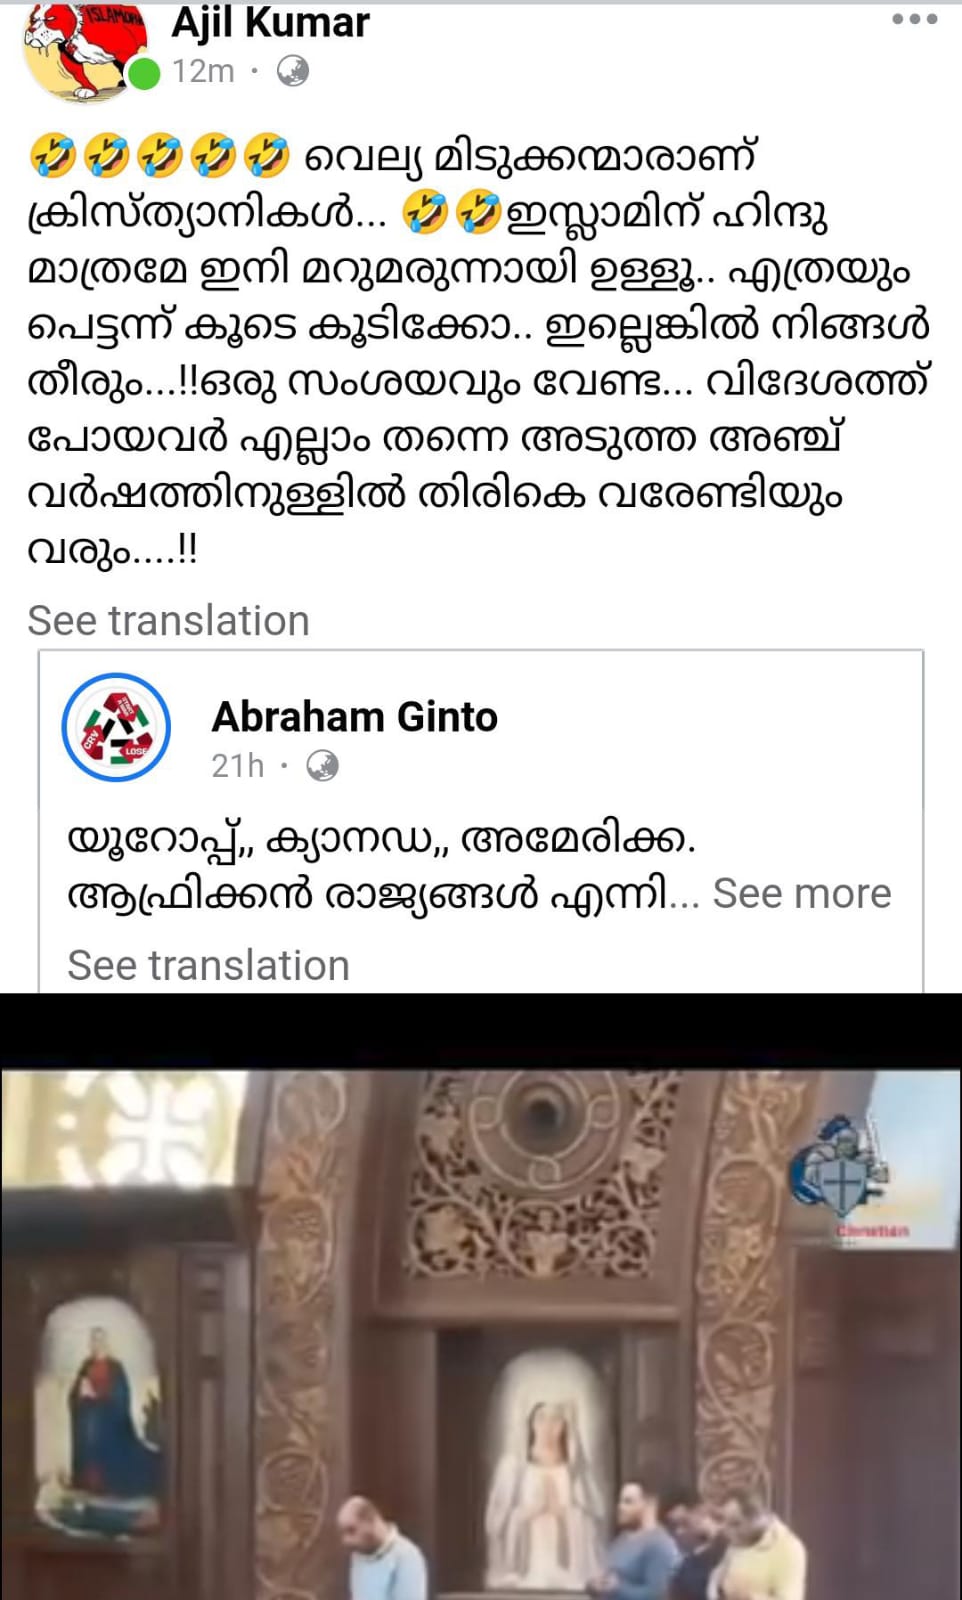 ISLAMOPH
Ajil Kumar
12m
🤣🤣🤣🤣🤣 വെല്യ മിടുക്കന്മാരാണ്
ക്രിസ്ത്യാനികൾ... 🤣🤣ഇസ്ലാമിന് ഹിന്ദു
മാത്രമേ ഇനി മറുമരുന്നായി ഉള്ളൂ.. എത്രയും
പെട്ടന്ന് കൂടെ കൂടിക്കോ.. ഇല്ലെങ്കിൽ നിങ്ങൾ
തീരും...!!ഒരു സംശയവും വേണ്ട... വിദേശത്ത്
പോയവർ എല്ലാം തന്നെ അടുത്ത അഞ്ച്
വർഷത്തിനുള്ളിൽ തിരികെ വരേണ്ടിയും
വരും....!!
See translation
CRY
LOSE
Abraham Ginto
21h
യൂറോപ്പ്,, ക്യാനഡ,, അമേരിക്ക.
ആഫ്രിക്കൻ രാജ്യങ്ങൾ എന്നി... See more
See translation
Christian